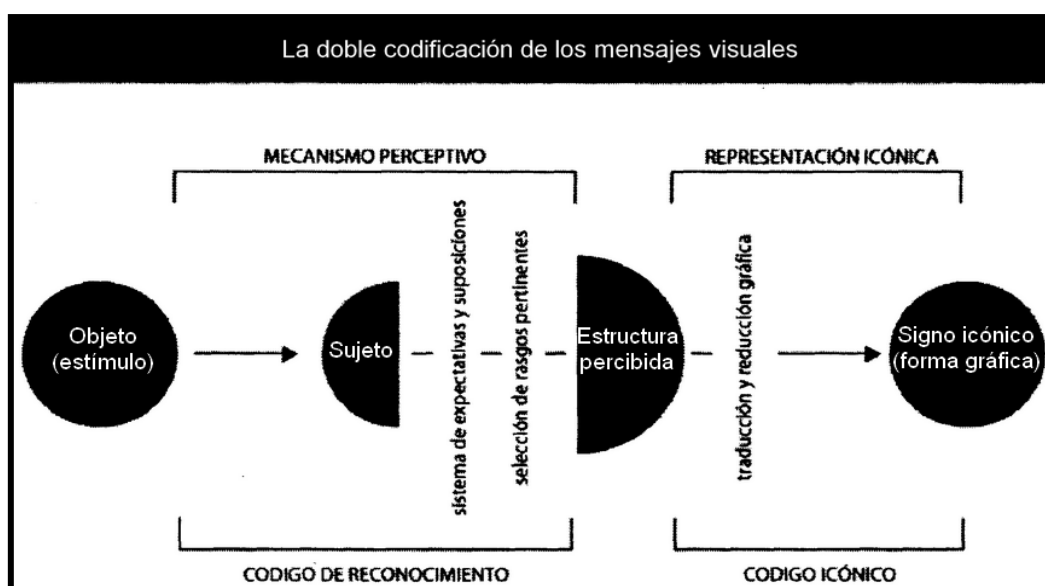 La doble codificación de los mensajes visuales
MECANISMO PERCEPTIVO
REPRESENTACIÓN ICÓNICA
Objeto
(estímulo)
Sujeto
sistema de expectativas y suposiciones
selección de rasgos pertinentes
Estructura
percibida
traducción y reducción gráfica
Signo icónico
(forma gráfica)
CODIGO DE RECONOCIMIENTO
CODIGO ICÓNICO